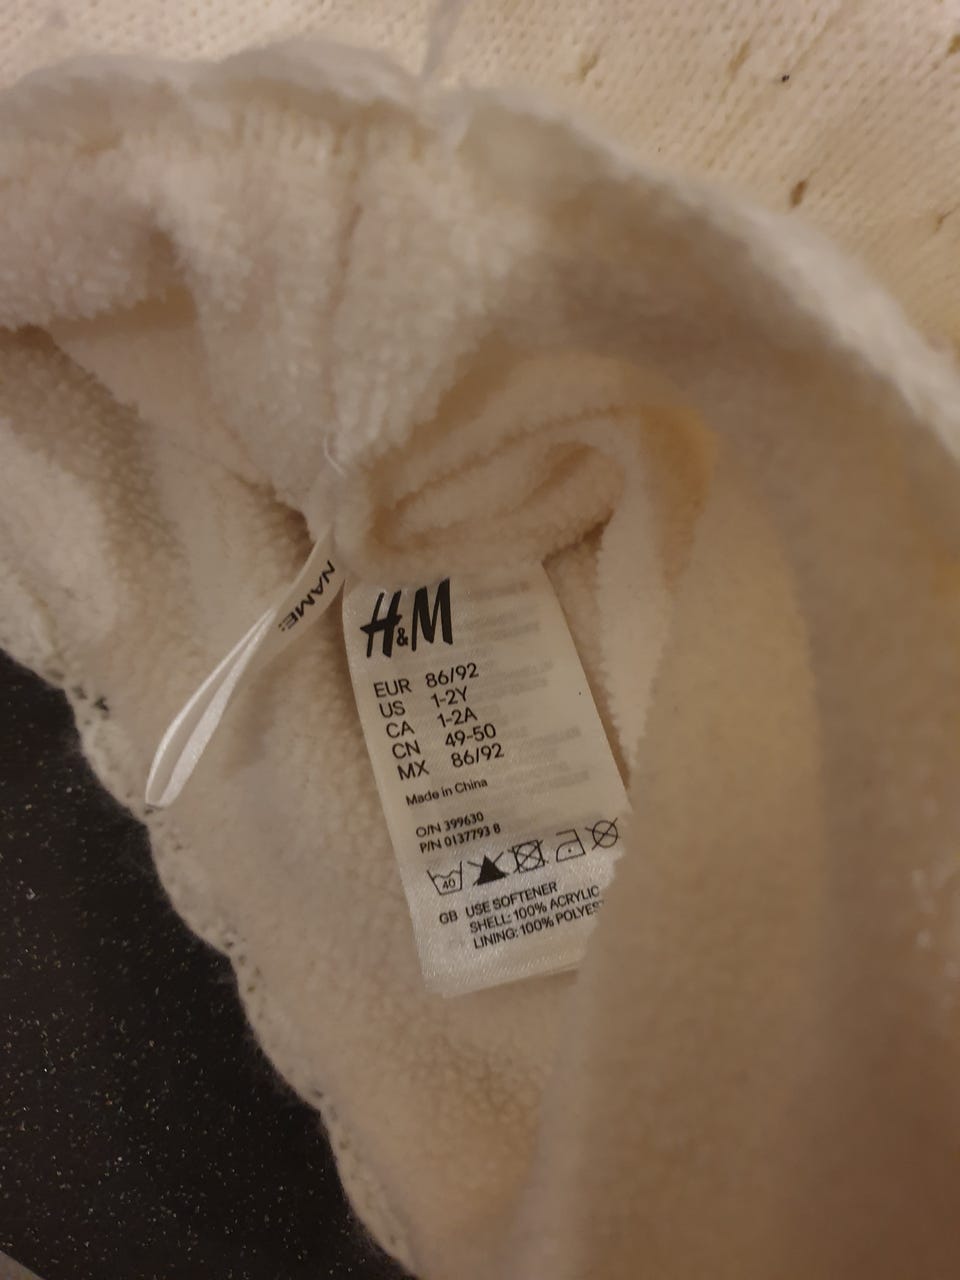 NAME:
H&M
EUR 86/92
US 1-2Y
CA 1-2A
CN 49-50
MX 86/92
Made in China
O/N 399630
P/N 0137793 8
40
GB USE SOFTENER
SHELL: 100% ACRYLIC
LINING: 100% POLYES